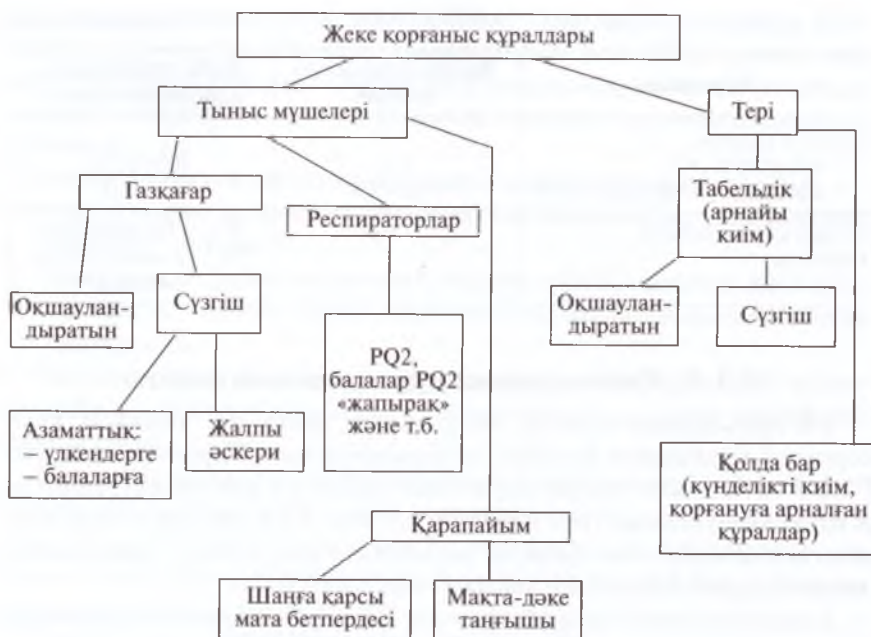 Жеке қорғаныс құралдары
Тыныс мүшелері
Тері
Газқағар
Респираторлар
Табельдік
(арнайы
киім)
Оқшаулан-
дыратын
Сүзгіш
Оқшаулан-
дыратын
Сүзгіш
PQ2,
балалар PQ2
«жапырақ»
және т.б.
Азаматтық:
– үлкендерге
– балаларға
Жалпы
әскери
Қолда бар
(күнделікті киім,
қорғануға арналған
құралдар)
Қарапайым
Шаңға қарсы
мата бетпердесі
Мақта-дәке
таңғышы